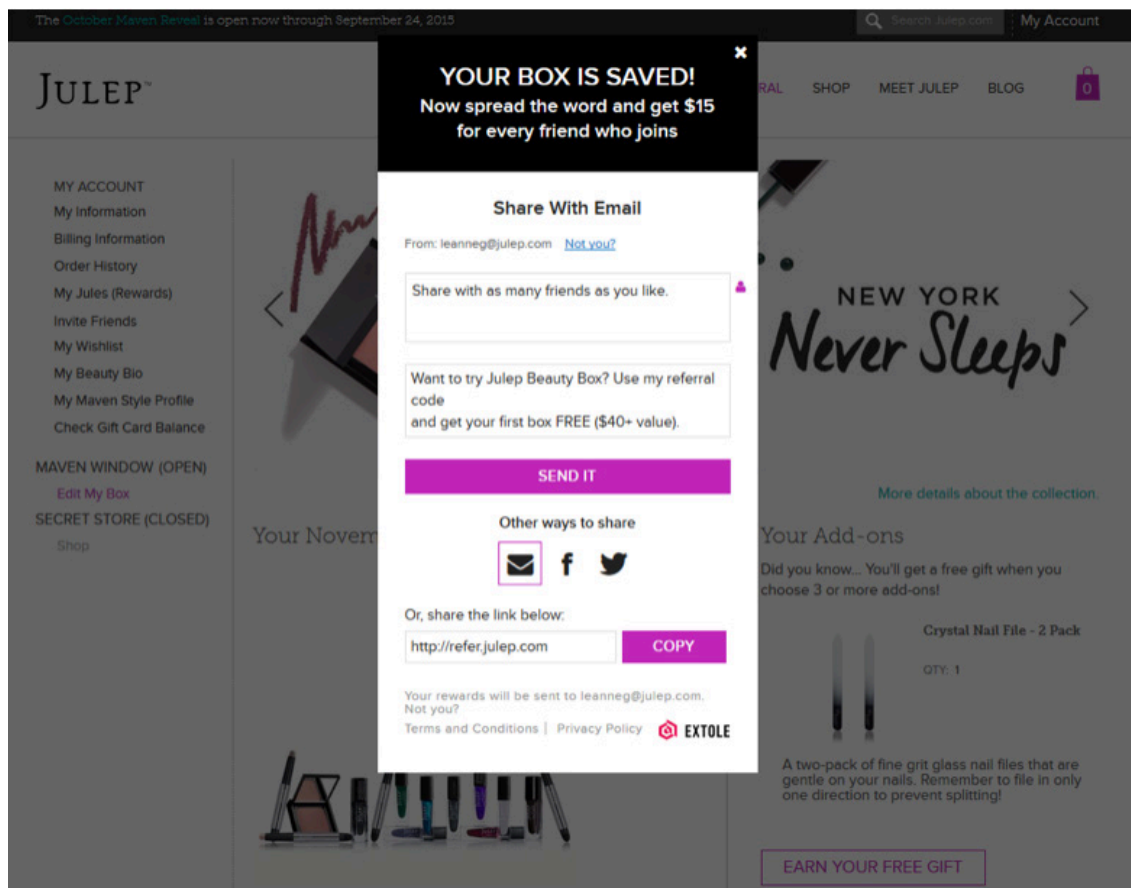 The October Maven Reveal is open now through September 24, 2015
Search Julep.com
My Account
JULEP™
RAL
SHOP
MEET JULEP
BLOG
0
YOUR BOX IS SAVED!
Now spread the word and get $15
for every friend who joins
MY ACCOUNT
My Information
Billing Information
Order History
My Jules (Rewards)
Invite Friends
My Wishlist
My Beauty Bio
My Maven Style Profile
Check Gift Card Balance
MAVEN WINDOW (OPEN)
Edit My Box
SECRET STORE (CLOSED)
Shop
Share With Email
From: leanneg@julep.com Not you?
Share with as many friends as you like.
Want to try Julep Beauty Box? Use my referral
code
and get your first box FREE ($40+ value).
SEND IT
Other ways to share
Or, share the link below:
http://refer.julep.com
COPY
Your rewards will be sent to leanneg@julep.com.
Not you?
Terms and Conditions | Privacy Policy
EXTOLE
NEW YORK
Never Sleeps
More details about the collection.
Your Novem
Your Add-ons
Did you know... You'll get a free gift when you
choose 3 or more add-ons!
Crystal Nail File - 2 Pack
QTY: 1
A two-pack of fine grit glass nail files that are
gentle on your nails. Remember to file in only
one direction to prevent splitting!
EARN YOUR FREE GIFT